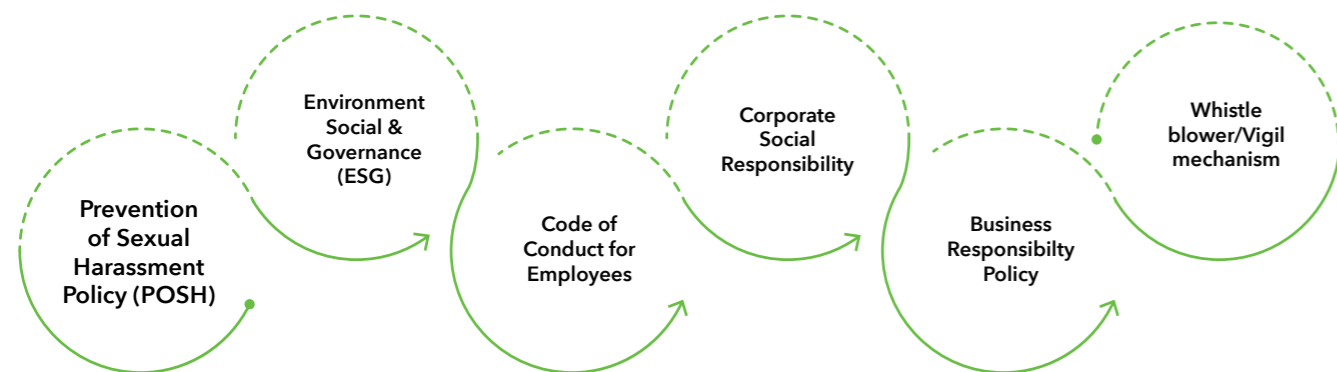 Prevention
of Sexual
Harassment
Policy (POSH)
Environment
Social &
Governance
(ESG)
Code of
Conduct for
Employees
Corporate
Social
Responsibility
Business
Responsibilty
Policy
Whistle
blower/Vigil
mechanism